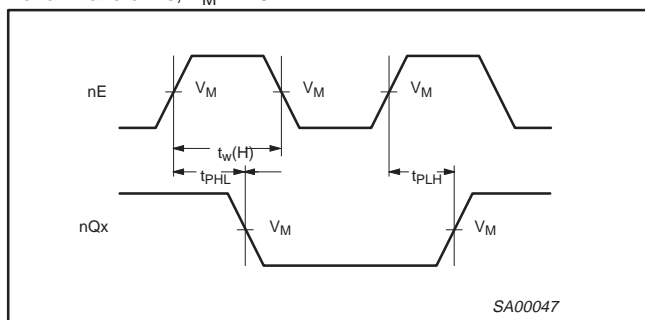 nE
V_M V_M V_M
t_w(H)
t_PHL t_PLH
nQx
V_M V_M
SA00047